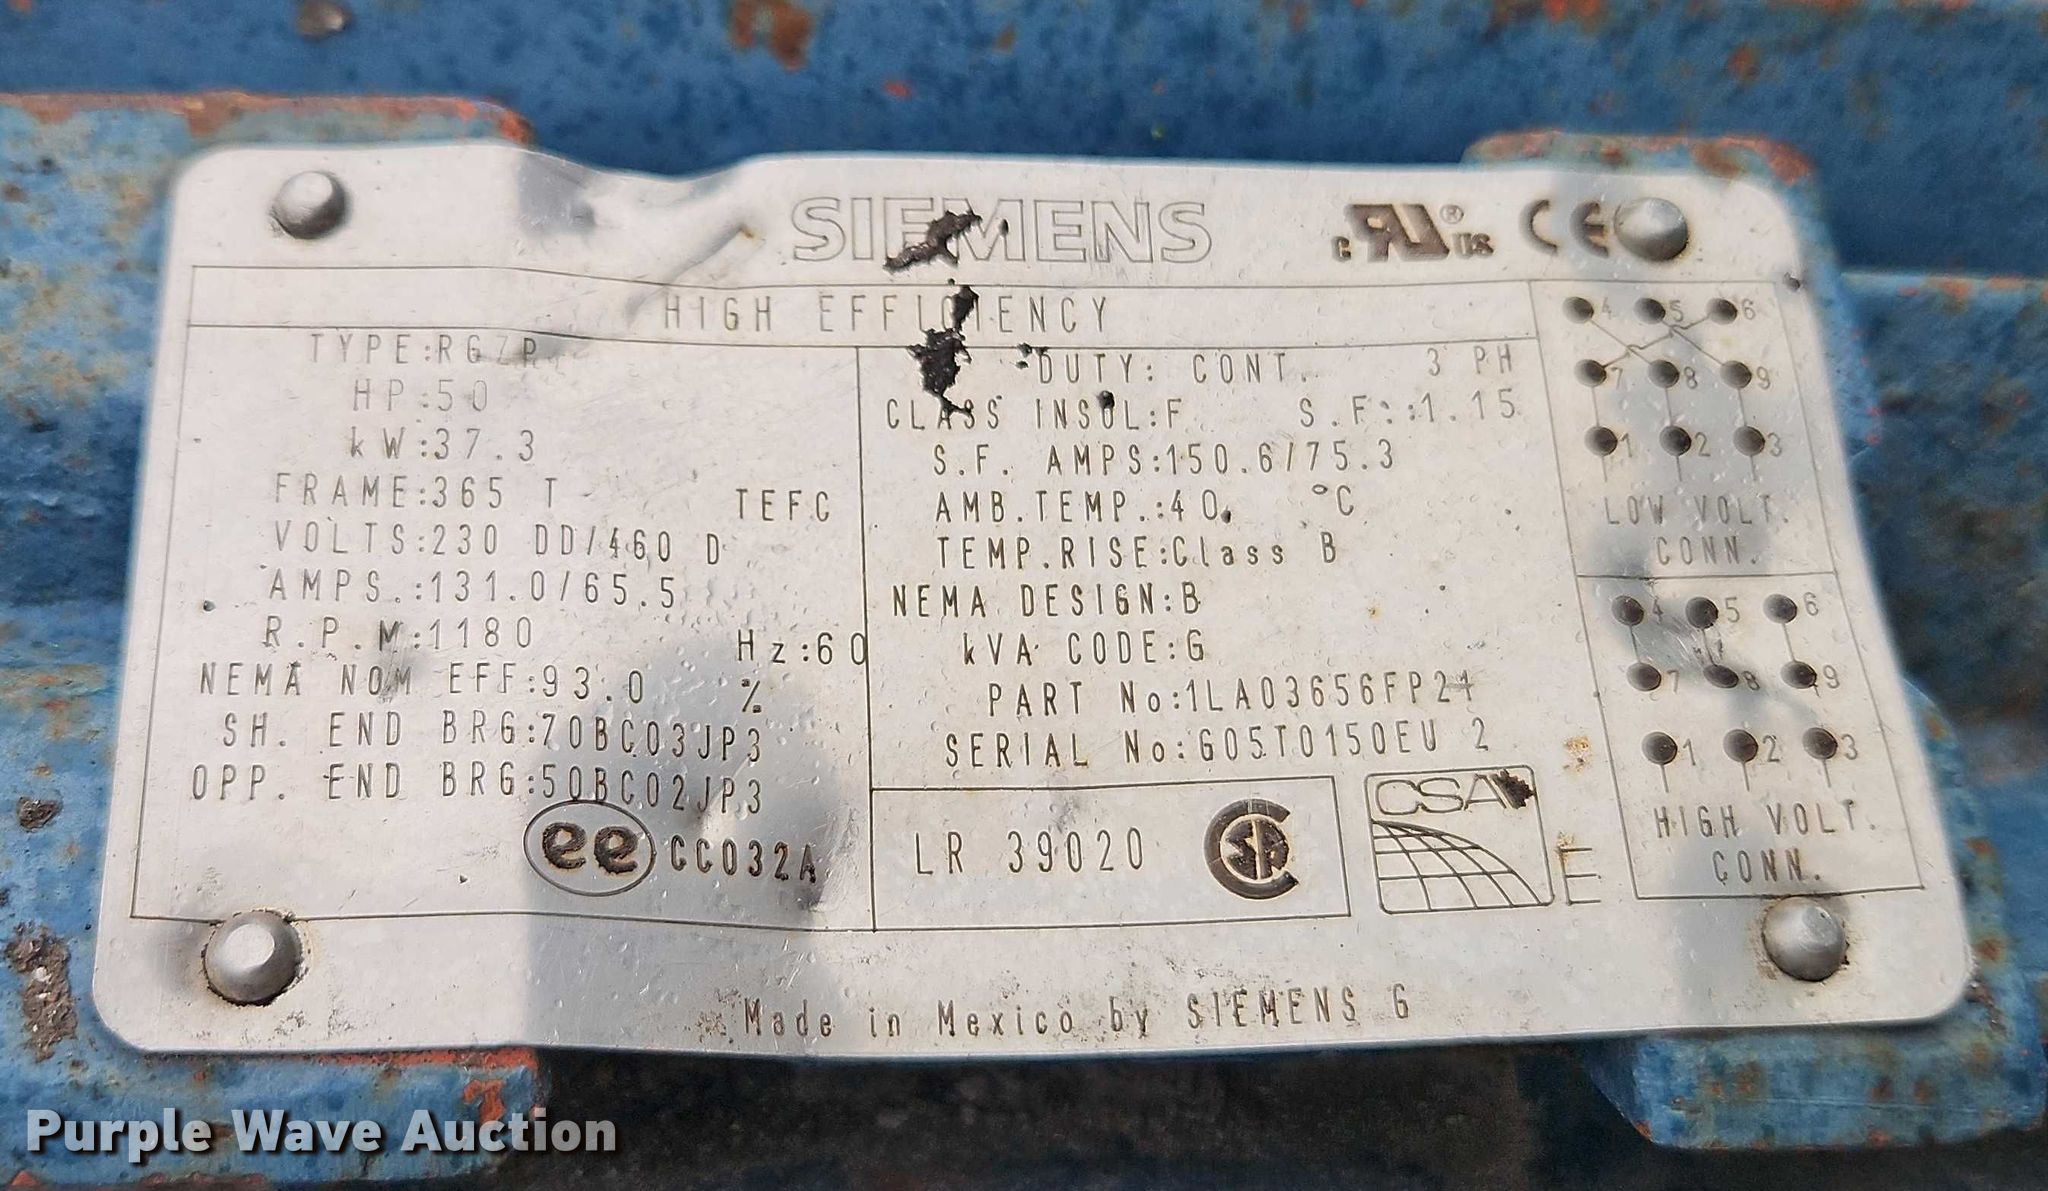 SIEMENS
c RU ® US CE
HIGH EFFICIENCY
TYPE:RGZP
HP:50
kW:37.3
FRAME:365 T TEFC
VOLTS:230 DD/460 D
AMPS.:131.0/65.5
R.P.M:1180 Hz:60
NEMA NOM EFF:93.0 %
SH. END BRG:70BC03JP3
OPP. END BRG:50BC02JP3
ee CC032A
DUTY: CONT. 3 PH
CLASS INSUL:F S.F.:1.15
S.F. AMPS:150.6/75.3
AMB.TEMP.:40. °C
TEMP.RISE:Class B
NEMA DESIGN:B
kVA CODE:G
PART No:1LA03656FP21
SERIAL No:G05T0150EU 2
LR 39020 SA
CSA E
4 5 6
7 8 9
1 2 3
LOW VOLT.
CONN.
4 5 6
7 8 9
1 2 3
HIGH VOLT.
CONN.
Made in Mexico by SIEMENS G
Purple Wave Auction